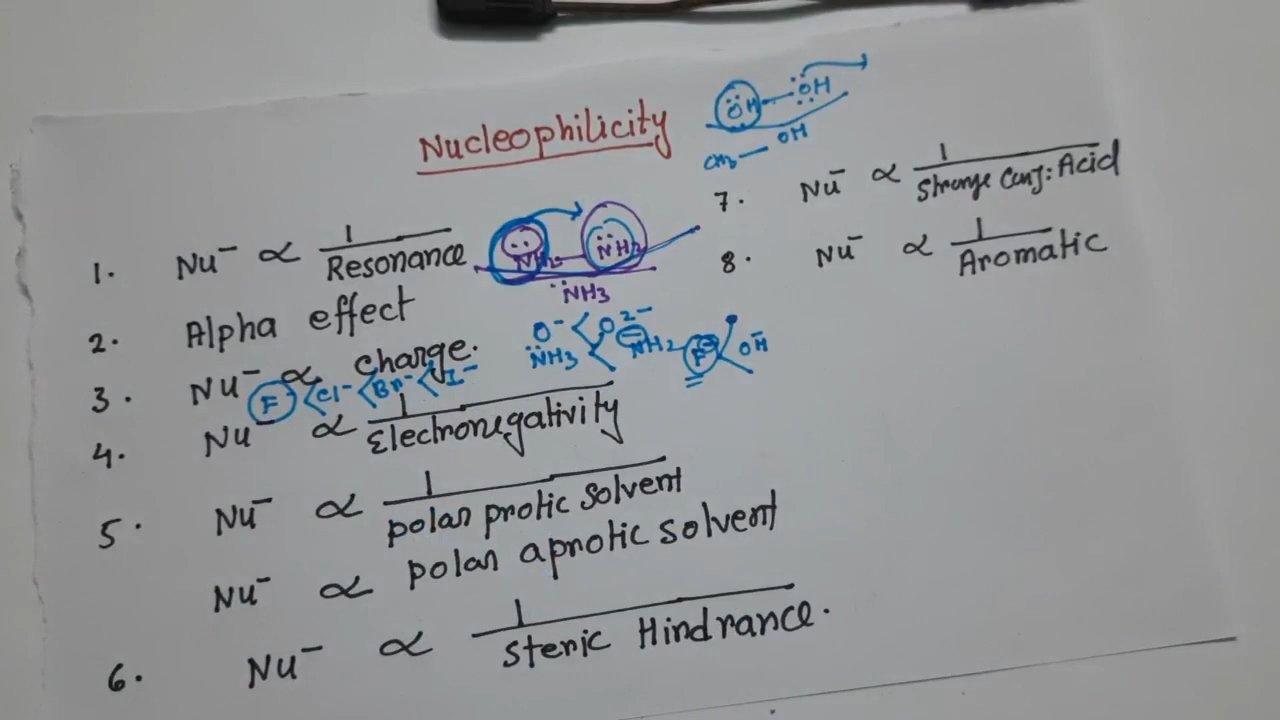 Nucleophilicity
ÖH — ÖH
CH3 — OH
1. Nu⁻ ∝ 1/Resonance
NH2 — NH2
NH3
2. Alpha effect
3. Nu⁻ ∝ charge.
O⁻ < O²⁻
NH3 < NH2
F⁻ < OH⁻
F⁻ < Cl⁻ < Br⁻ < I⁻
4. Nu⁻ ∝ 1/Electronegativity
5. Nu⁻ ∝ 1/polar protic solvent
Nu⁻ ∝ polar aprotic solvent
6. Nu⁻ ∝ 1/Steric Hindrance.
7. Nu⁻ ∝ 1/Stronge Conj: Acid
8. Nu⁻ ∝ 1/Aromatic